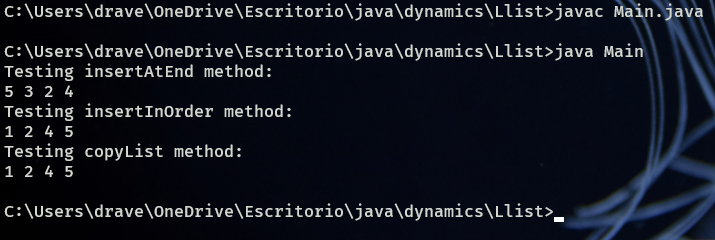 C:\Users\drave\OneDrive\Escritorio\java\dynamics\Llist>javac Main.java
C:\Users\drave\OneDrive\Escritorio\java\dynamics\Llist>java Main
Testing insertAtEnd method:
5 3 2 4
Testing insertInOrder method:
1 2 4 5
Testing copyList method:
1 2 4 5
C:\Users\drave\OneDrive\Escritorio\java\dynamics\Llist>